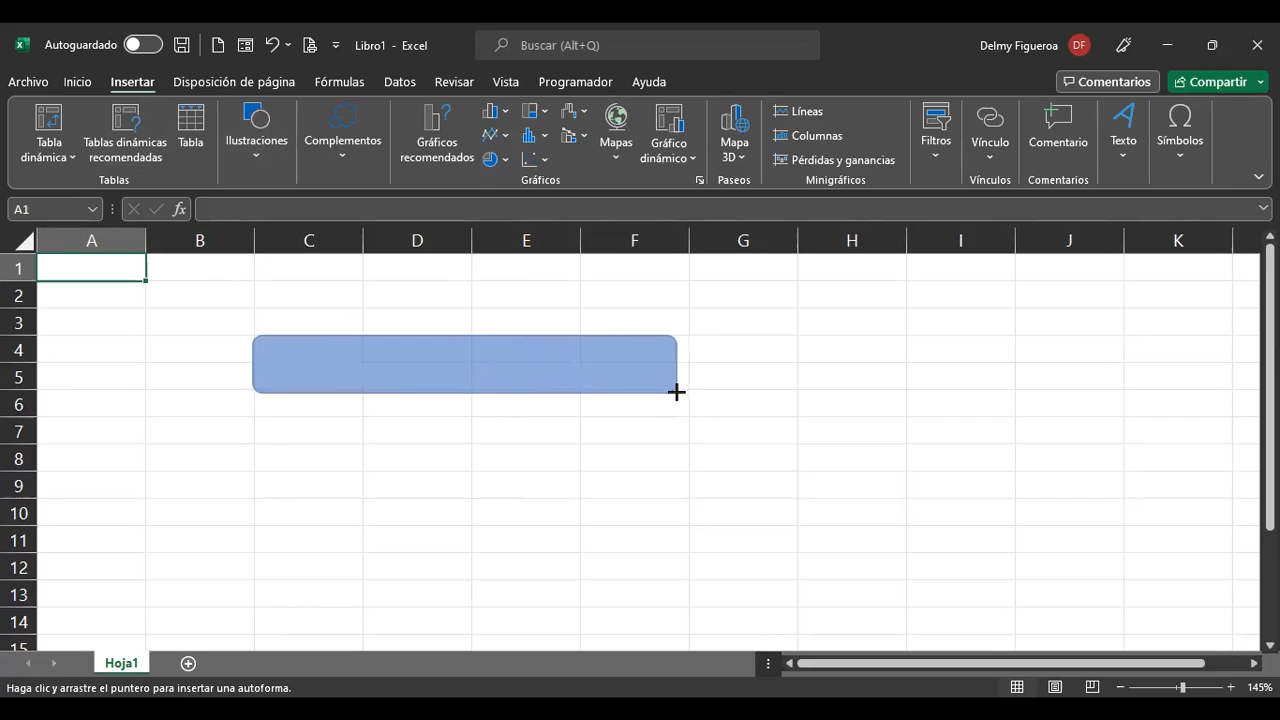 Autoguardado
Libro1 - Excel
Buscar (Alt+Q)
Delmy Figueroa
DF
Archivo
Inicio
Insertar
Disposición de página
Fórmulas
Datos
Revisar
Vista
Programador
Ayuda
Comentarios
Compartir
Tabla dinámica
Tablas dinámicas recomendadas
Tabla
Tablas
Ilustraciones
Complementos
Gráficos recomendados
Mapas
Gráfico dinámico
Gráficos
Mapa 3D
Paseos
Líneas
Columnas
Pérdidas y ganancias
Minigráficos
Filtros
Vínculo
Vínculos
Comentario
Comentarios
Texto
Símbolos
A1
fx
A B C D E F G H I J K
1
2
3
4
5
6
7
8
9
10
11
12
13
14
15
Hoja1
Haga clic y arrastre el puntero para insertar una autoforma.
145%